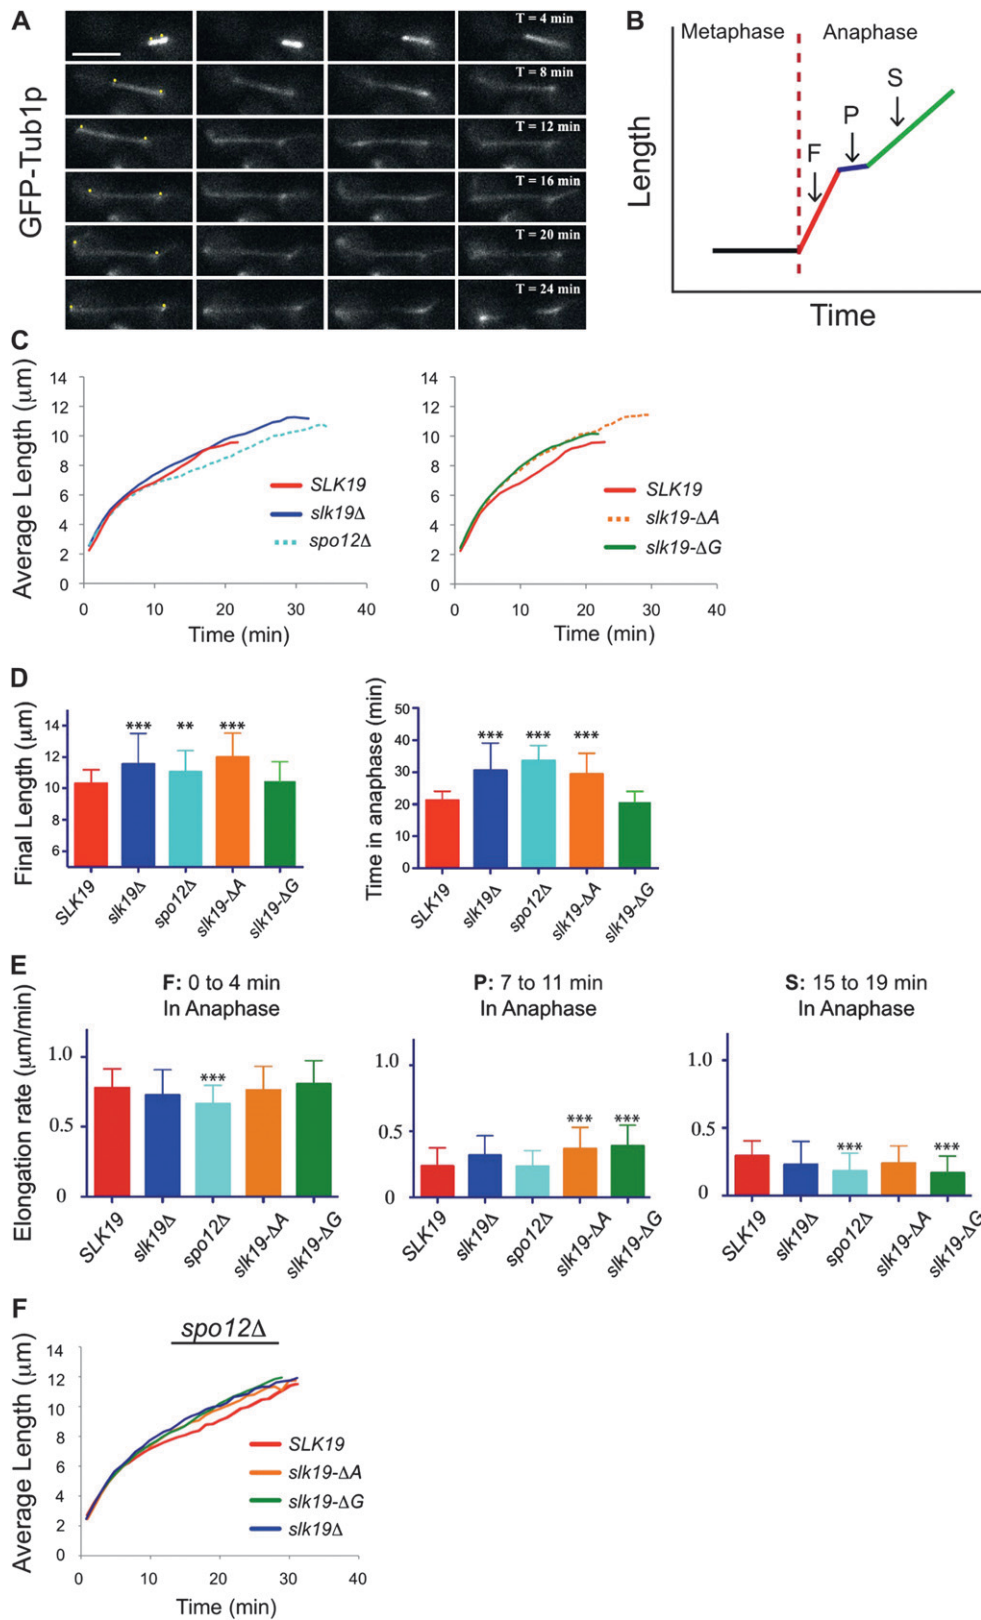 A
T = 4 min
T = 8 min
T = 12 min
T = 16 min
T = 20 min
T = 24 min
GFP-Tub1p
B
Metaphase
Anaphase
F
P
S
Length
Time
C
Average Length (μm)
14
12
10
8
6
4
2
0
SLK19
slk19Δ
spo12Δ
0
10
20
30
40
Time (min)
14
12
10
8
6
4
2
0
SLK19
slk19-ΔA
slk19-ΔG
0
10
20
30
40
Time (min)
D
Final Length (μm)
14
12
10
8
6
*** ** ***
SLK19
slk19Δ
spo12Δ
slk19-ΔA
slk19-ΔG
Time in anaphase (min)
50
40
30
20
10
0
*** *** ***
SLK19
slk19Δ
spo12Δ
slk19-ΔA
slk19-ΔG
E
Elongation rate (μm/min)
F: 0 to 4 min
In Anaphase
1.0
0.5
0
***
SLK19
slk19Δ
spo12Δ
slk19-ΔA
slk19-ΔG
P: 7 to 11 min
In Anaphase
1.0
0.5
0
*** ***
SLK19
slk19Δ
spo12Δ
slk19-ΔA
slk19-ΔG
S: 15 to 19 min
In Anaphase
1.0
0.5
0
*** ***
SLK19
slk19Δ
spo12Δ
slk19-ΔA
slk19-ΔG
F
spo12Δ
Average Length (μm)
14
12
10
8
6
4
2
0
SLK19
slk19-ΔA
slk19-ΔG
slk19Δ
0
10
20
30
40
Time (min)